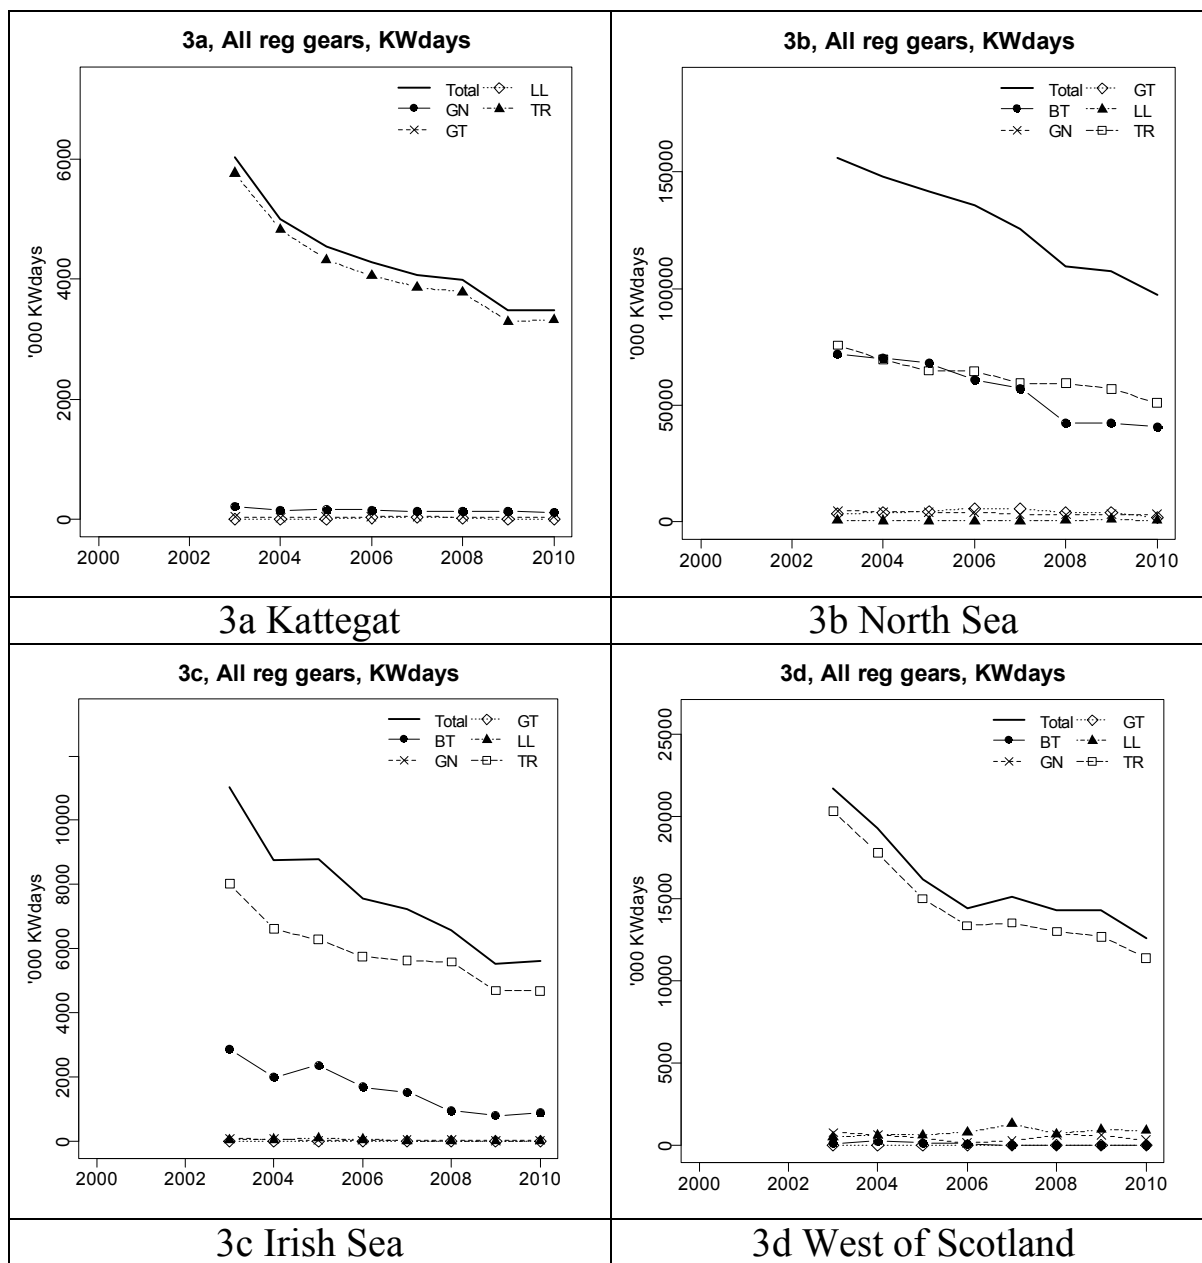 3a, All reg gears, KWdays
Total LL
GN TR
GT
'000 KWdays
6000
4000
2000
0
2000 2002 2004 2006 2008 2010
3a Kattegat
3b, All reg gears, KWdays
Total GT
BT LL
GN TR
'000 KWdays
150000
100000
50000
0
2000 2002 2004 2006 2008 2010
3b North Sea
3c, All reg gears, KWdays
Total GT
BT LL
GN TR
'000 KWdays
10000
8000
6000
4000
2000
0
2000 2002 2004 2006 2008 2010
3c Irish Sea
3d, All reg gears, KWdays
Total GT
BT LL
GN TR
'000 KWdays
25000
20000
15000
10000
5000
0
2000 2002 2004 2006 2008 2010
3d West of Scotland